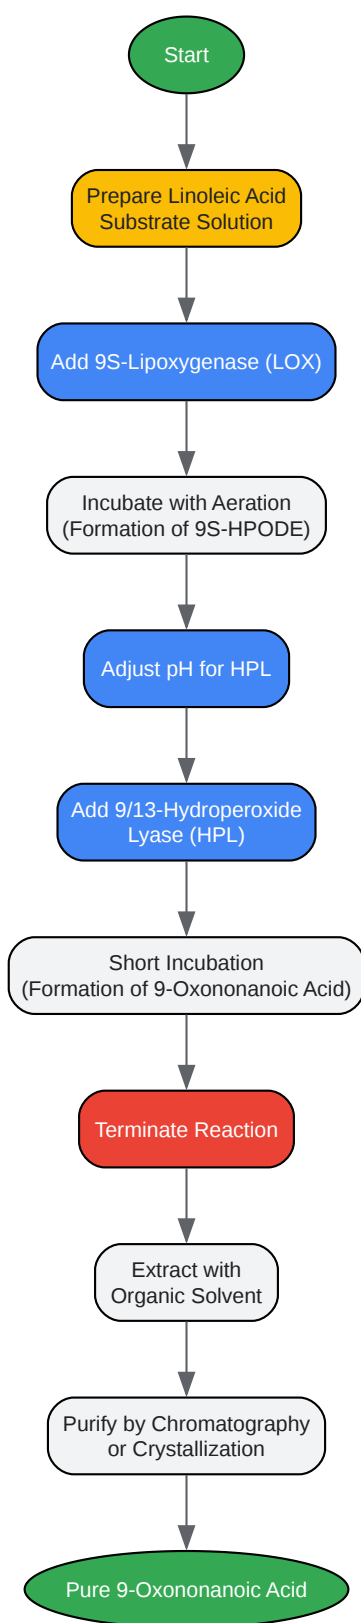 Start
Prepare Linoleic Acid
Substrate Solution
Add 9S-Lipoxygenase (LOX)
Incubate with Aeration
(Formation of 9S-HPODE)
Adjust pH for HPL
Add 9/13-Hydroperoxide
Lyase (HPL)
Short Incubation
(Formation of 9-Oxononanoic Acid)
Terminate Reaction
Extract with
Organic Solvent
Purify by Chromatography
or Crystallization
Pure 9-Oxononanoic Acid